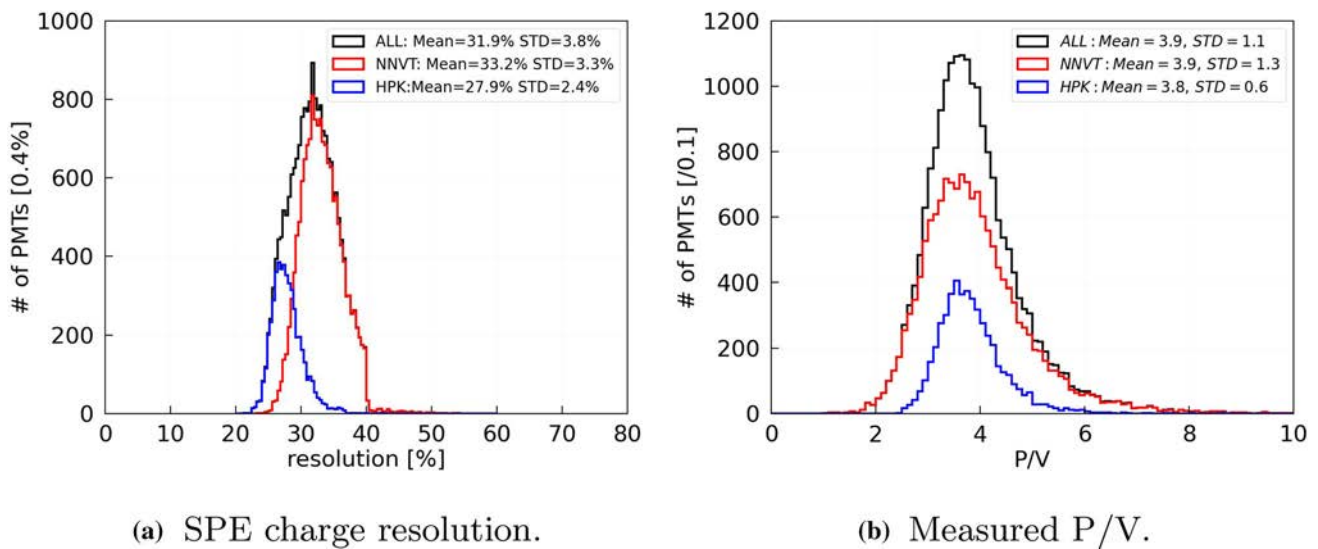 1000
800
600
400
200
0
# of PMTs [0.4%]
ALL: Mean=31.9% STD=3.8%
NNVT: Mean=33.2% STD=3.3%
HPK:Mean=27.9% STD=2.4%
0 10 20 30 40 50 60 70 80
resolution [%]
(a) SPE charge resolution.
1200
1000
800
600
400
200
0
# of PMTs [/0.1]
ALL : Mean = 3.9, STD = 1.1
NNVT : Mean = 3.9, STD = 1.3
HPK : Mean = 3.8, STD = 0.6
0 2 4 6 8 10
P/V
(b) Measured P/V.